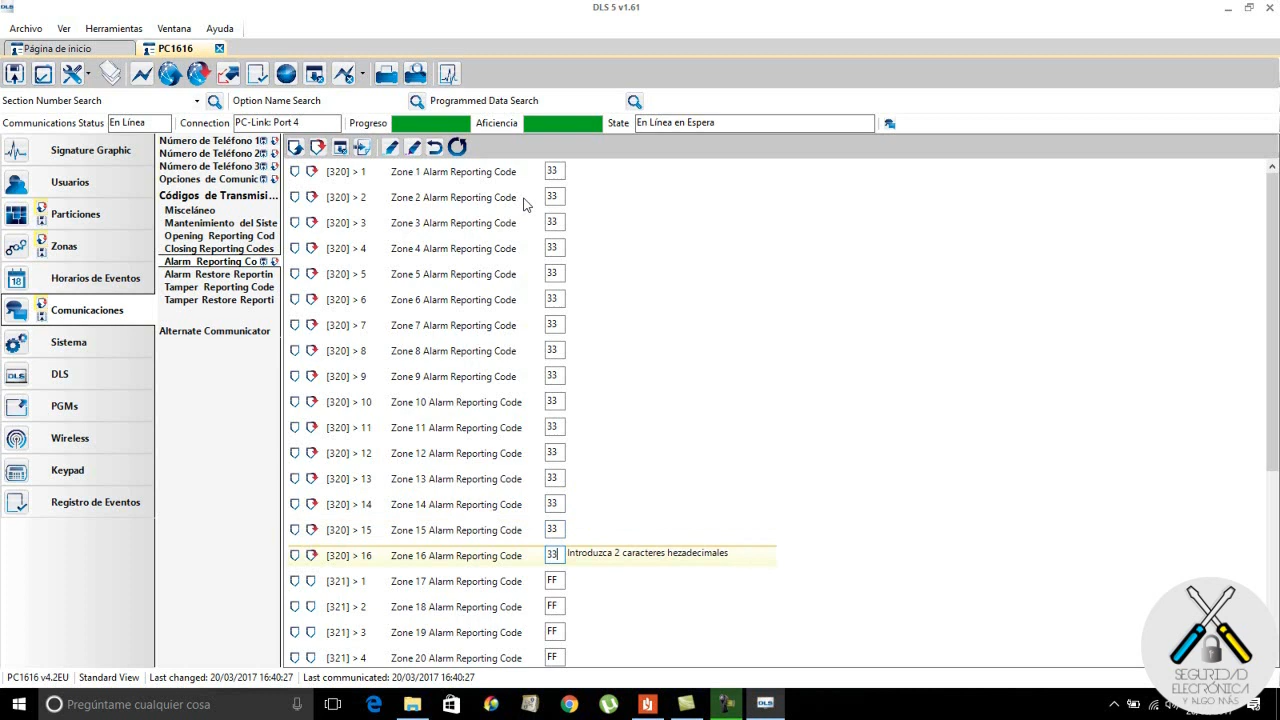 DLS 5 v1.61
Archivo Ver Herramientas Ventana Ayuda
Página de inicio PC1616
Section Number Search Option Name Search Programmed Data Search
Communications Status En Línea Connection PC-Link: Port 4 Progreso Aficiencia State En Línea en Espera
Signature Graphic
Usuarios
Particiones
Zonas
18 Horarios de Eventos
Comunicaciones
Sistema
DLS DLS
PGMs
Wireless
Keypad
Registro de Eventos
Número de Teléfono 1
Número de Teléfono 2
Número de Teléfono 3
Opciones de Comunic
Códigos de Transmisi...
Misceláneo
Mantenimiento del Siste
Opening Reporting Cod
Closing Reporting Codes
Alarm Reporting Co
Alarm Restore Reportin
Tamper Reporting Code
Tamper Restore Reporti
Alternate Communicator
[320] > 1 Zone 1 Alarm Reporting Code 33
[320] > 2 Zone 2 Alarm Reporting Code 33
[320] > 3 Zone 3 Alarm Reporting Code 33
[320] > 4 Zone 4 Alarm Reporting Code 33
[320] > 5 Zone 5 Alarm Reporting Code 33
[320] > 6 Zone 6 Alarm Reporting Code 33
[320] > 7 Zone 7 Alarm Reporting Code 33
[320] > 8 Zone 8 Alarm Reporting Code 33
[320] > 9 Zone 9 Alarm Reporting Code 33
[320] > 10 Zone 10 Alarm Reporting Code 33
[320] > 11 Zone 11 Alarm Reporting Code 33
[320] > 12 Zone 12 Alarm Reporting Code 33
[320] > 13 Zone 13 Alarm Reporting Code 33
[320] > 14 Zone 14 Alarm Reporting Code 33
[320] > 15 Zone 15 Alarm Reporting Code 33
[320] > 16 Zone 16 Alarm Reporting Code 33 Introduzca 2 caracteres hezadecimales
[321] > 1 Zone 17 Alarm Reporting Code FF
[321] > 2 Zone 18 Alarm Reporting Code FF
[321] > 3 Zone 19 Alarm Reporting Code FF
[321] > 4 Zone 20 Alarm Reporting Code FF
PC1616 v4.2EU Standard View Last changed: 20/03/2017 16:40:27 Last communicated: 20/03/2017 16:40:27
Pregúntame cualquier cosa
SEGURIDAD
ELECTRÓNICA
Y ALGO MÁS